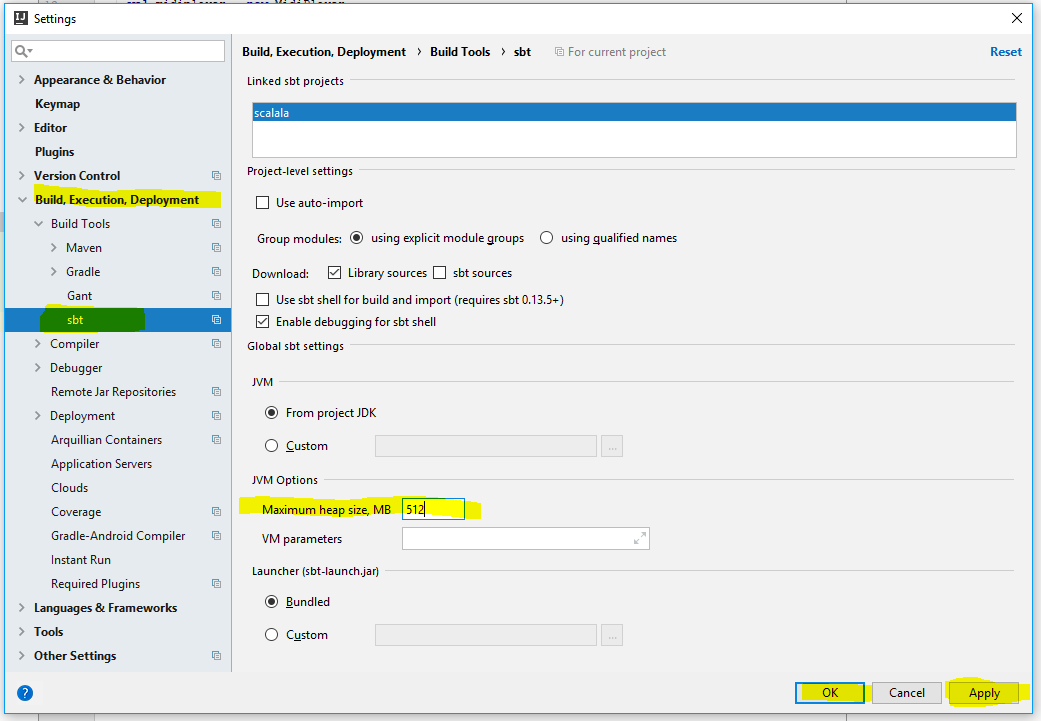 IJ Settings
Build, Execution, Deployment › Build Tools › sbt For current project Reset
Appearance & Behavior
Keymap
Editor
Plugins
Version Control
Build, Execution, Deployment
Build Tools
Maven
Gradle
Gant
sbt
Compiler
Debugger
Remote Jar Repositories
Deployment
Arquillian Containers
Application Servers
Clouds
Coverage
Gradle-Android Compiler
Instant Run
Required Plugins
Languages & Frameworks
Tools
Other Settings
?
Linked sbt projects
scalala
Project-level settings
Use auto-import
Group modules: using explicit module groups using qualified names
Download: Library sources sbt sources
Use sbt shell for build and import (requires sbt 0.13.5+)
Enable debugging for sbt shell
Global sbt settings
JVM
From project JDK
Custom ...
JVM Options
Maximum heap size, MB 512
VM parameters
Launcher (sbt-launch.jar)
Bundled
Custom ...
OK Cancel Apply